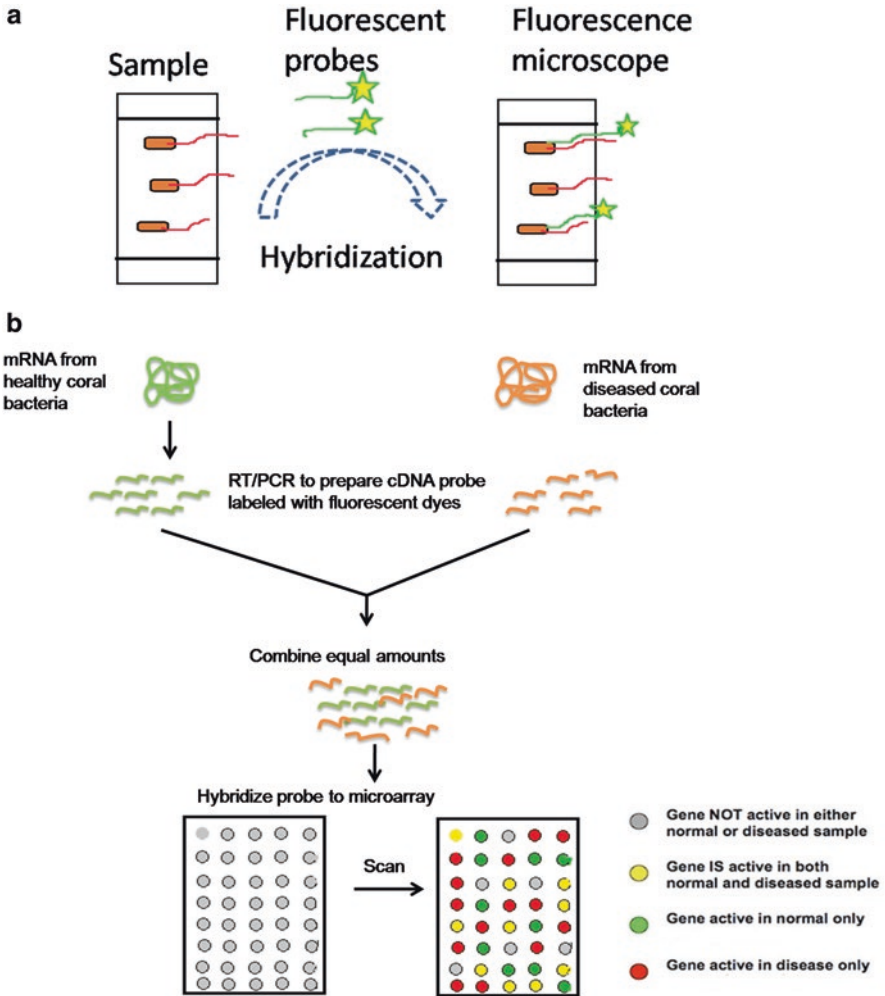 a
Sample
Fluorescent
probes
Fluorescence
microscope
Hybridization
b
mRNA from
healthy coral
bacteria
mRNA from
diseased coral
bacteria
RT/PCR to prepare cDNA probe
labeled with fluorescent dyes
Combine equal amounts
Hybridize probe to microarray
Scan
Gene NOT active in either
normal or diseased sample
Gene IS active in both
normal and diseased sample
Gene active in normal only
Gene active in disease only